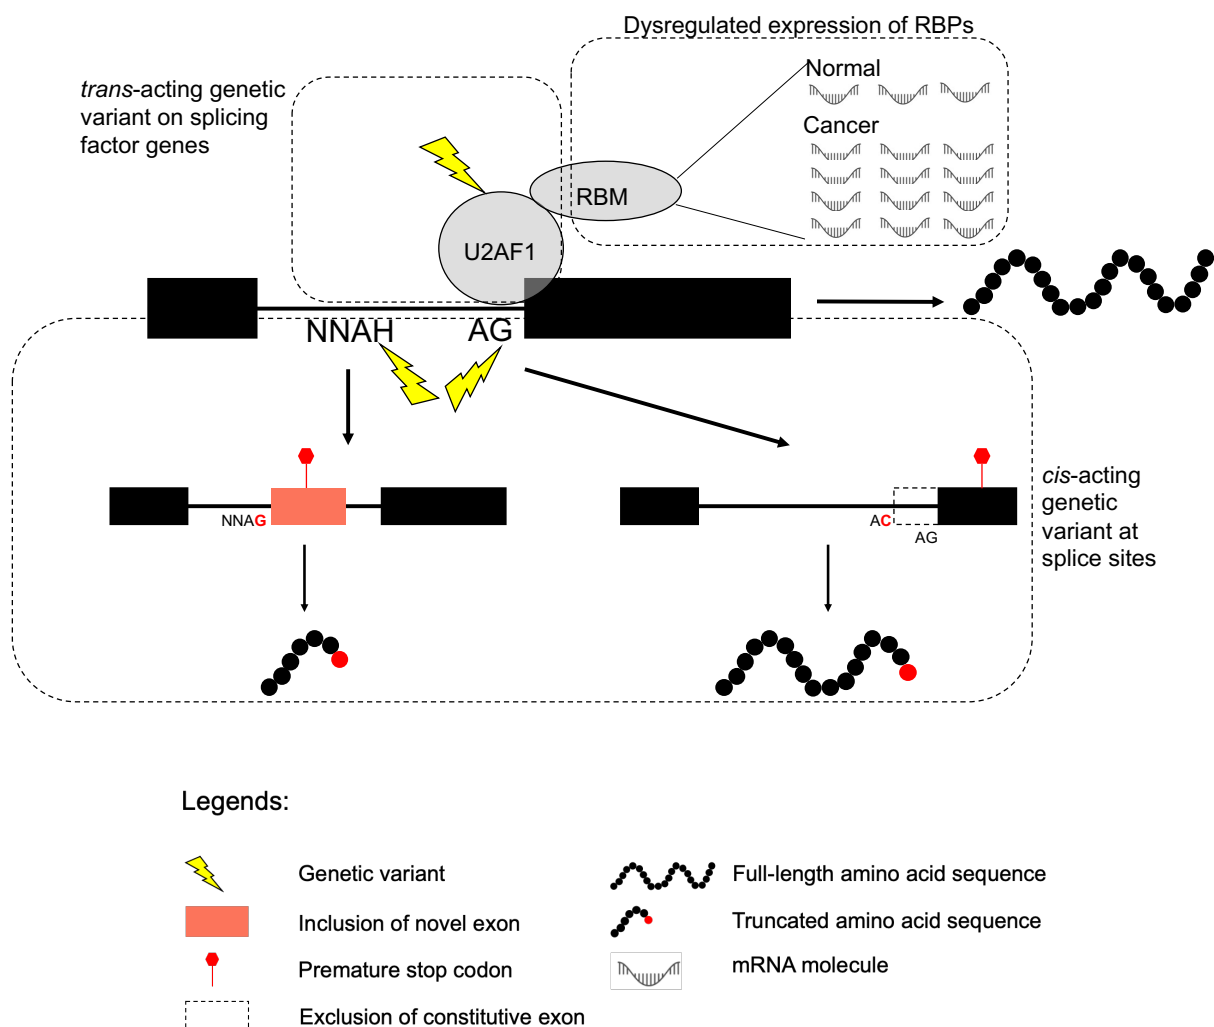 Dysregulated expression of RBPs
trans-acting genetic
variant on splicing
factor genes
Normal
Cancer
RBM
U2AF1
NNAH
AG
NNAG
AC
AG
cis-acting
genetic
variant at
splice sites
Legends:
Genetic variant
Full-length amino acid sequence
Inclusion of novel exon
Truncated amino acid sequence
Premature stop codon
mRNA molecule
Exclusion of constitutive exon